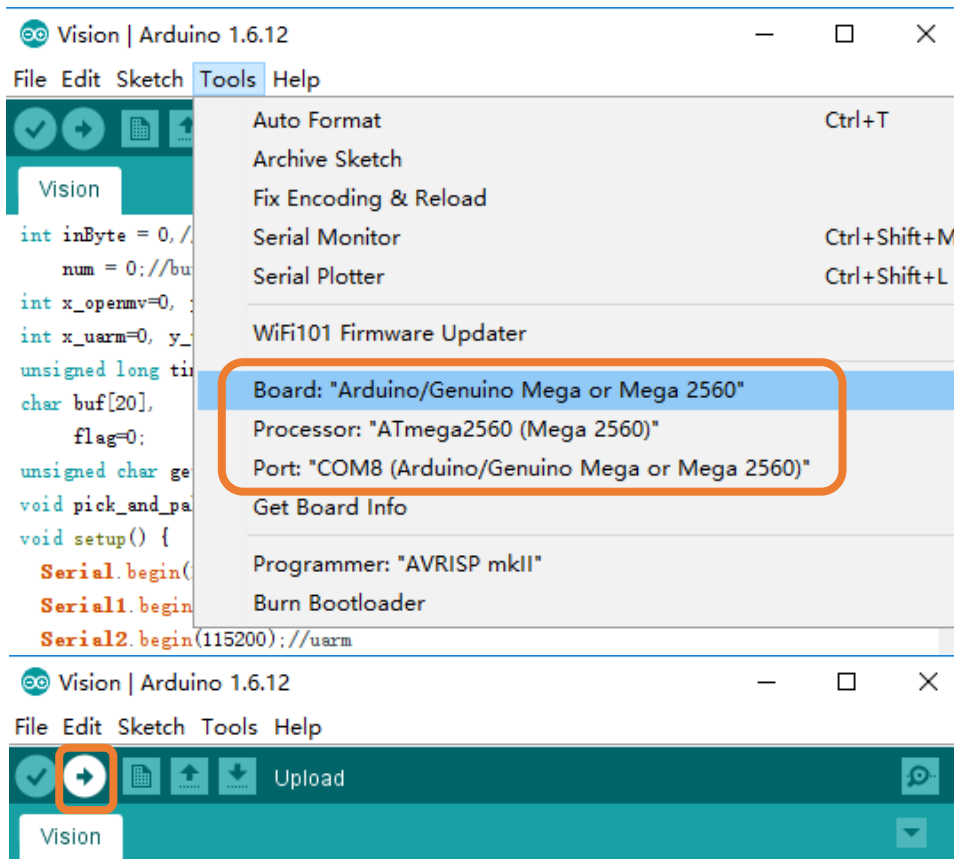 Vision | Arduino 1.6.12
File Edit Sketch Tools Help
Auto Format Ctrl+T
Archive Sketch
Fix Encoding & Reload
Serial Monitor Ctrl+Shift+M
Serial Plotter Ctrl+Shift+L
WiFi101 Firmware Updater
Board: "Arduino/Genuino Mega or Mega 2560"
Processor: "ATmega2560 (Mega 2560)"
Port: "COM8 (Arduino/Genuino Mega or Mega 2560)"
Get Board Info
Programmer: "AVRISP mkII"
Burn Bootloader
Vision
int inByte = 0,/
num = 0;//bu
int x_openmv=0,
int x_uarm=0, y_
unsigned long ti
char buf[20],
flag=0;
unsigned char ge
void pick_and_pa
void setup() {
Serial.begin(
Serial1.begin
Serial2.begin(115200);//uarm
Vision | Arduino 1.6.12
File Edit Sketch Tools Help
Upload
Vision